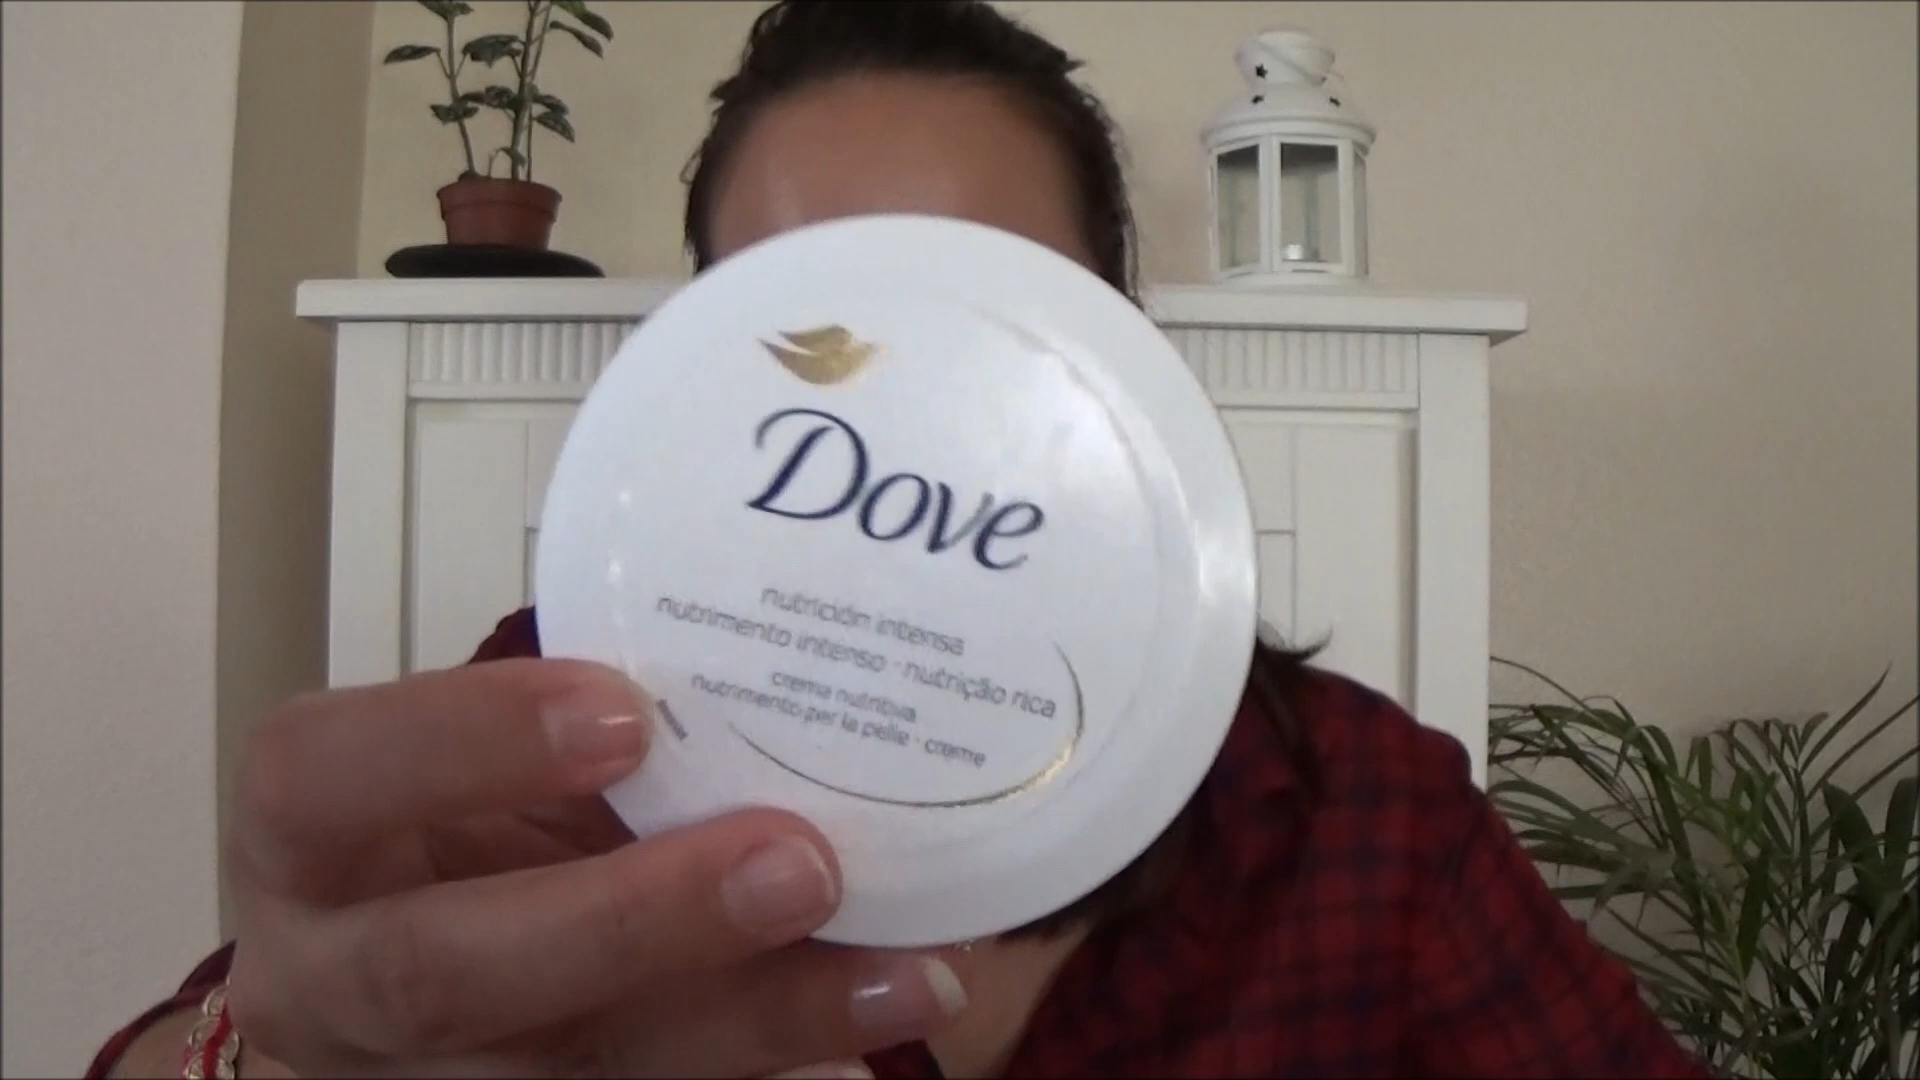 Dove
nutrición intensa
nutrimento intenso · nutrição rica
crema nutritiva
nutrimento per la pelle · creme